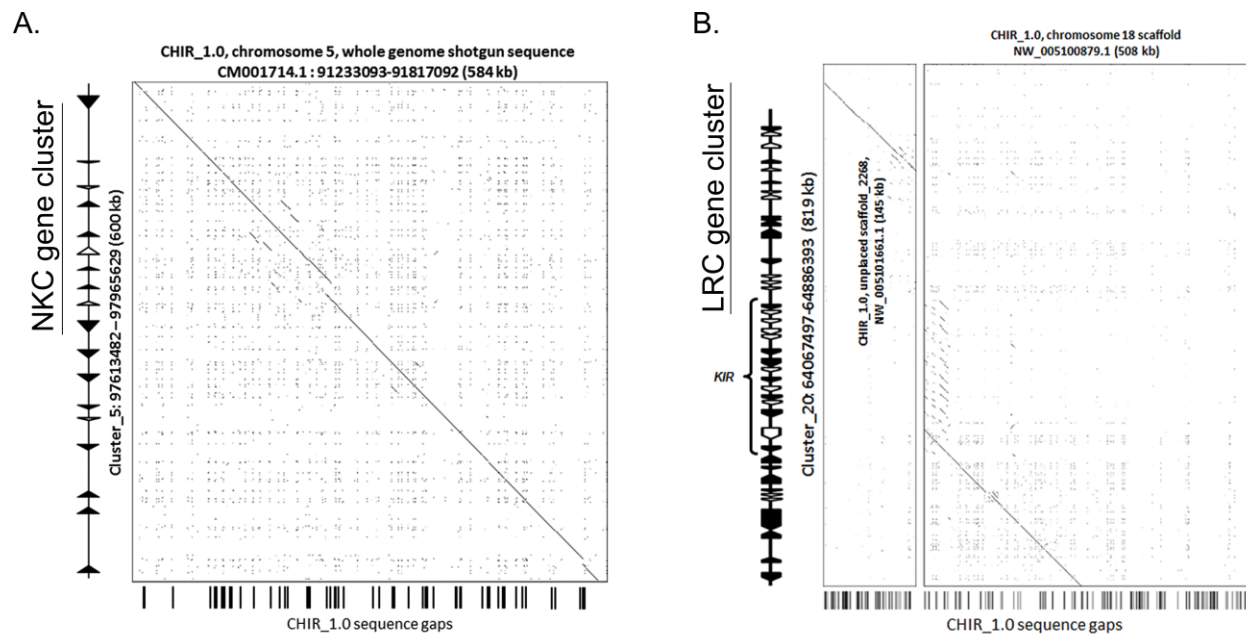 A.
CHIR_1.0, chromosome 5, whole genome shotgun sequence
CM001714.1 : 91233093-91817092 (584 kb)
NKC gene cluster
Cluster_5: 97613482 – 97965629 (600 kb)
CHIR_1.0 sequence gaps
B.
CHIR_1.0, chromosome 18 scaffold
NW_005100879.1 (508 kb)
LRC gene cluster
KIR
Cluster_20: 64067497-64886393 (819 kb)
CHIR_1.0, unplaced scaffold_2268,
NW_005101661.1 (145 kb)
CHIR_1.0 sequence gaps